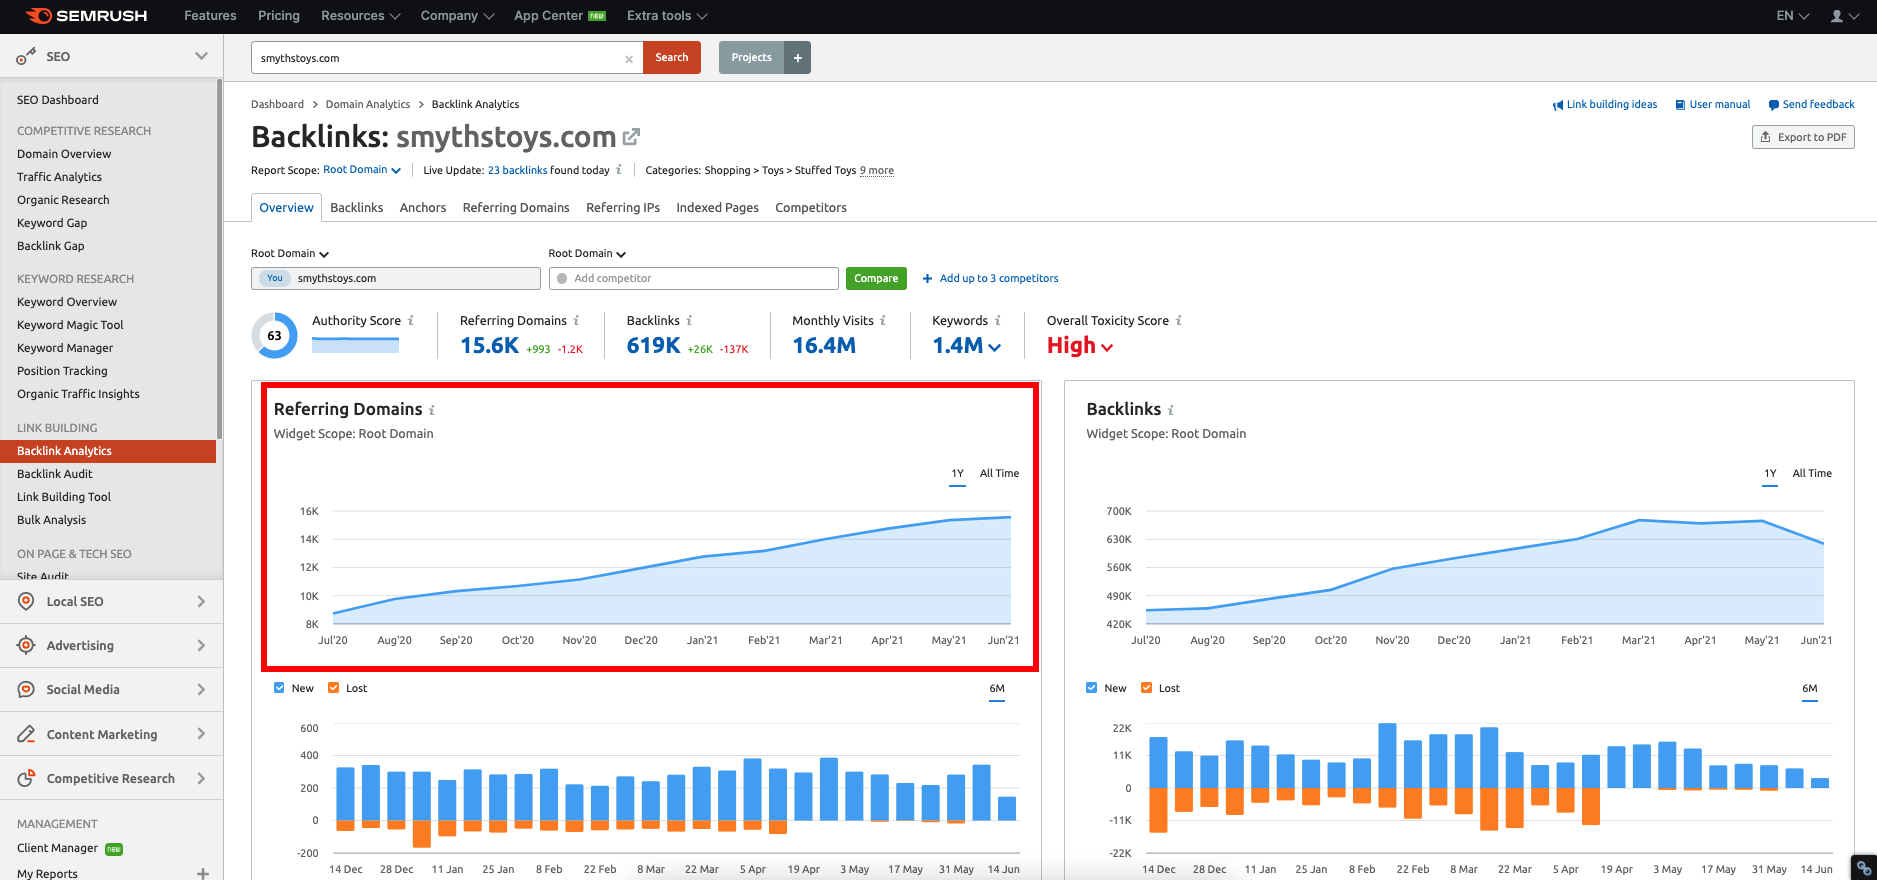 SEMRUSH Features Pricing Resources Company App Center NEW Extra tools EN
SEO
SEO Dashboard
COMPETITIVE RESEARCH
Domain Overview
Traffic Analytics
Organic Research
Keyword Gap
Backlink Gap
KEYWORD RESEARCH
Keyword Overview
Keyword Magic Tool
Keyword Manager
Position Tracking
Organic Traffic Insights
LINK BUILDING
Backlink Analytics
Backlink Audit
Link Building Tool
Bulk Analysis
ON PAGE & TECH SEO
Site Audit
Local SEO
Advertising
Social Media
Content Marketing
Competitive Research
MANAGEMENT
Client Manager NEW
My Reports +
smythstoys.com × Search Projects +
Dashboard > Domain Analytics > Backlink Analytics
Link building ideas User manual Send feedback
Backlinks: smythstoys.com
Export to PDF
Report Scope: Root Domain Live Update: 23 backlinks found today i Categories: Shopping > Toys > Stuffed Toys 9 more
Overview Backlinks Anchors Referring Domains Referring IPs Indexed Pages Competitors
Root Domain Root Domain
You smythstoys.com Add competitor Compare + Add up to 3 competitors
63
Authority Score i
Referring Domains i
15.6K +993 -1.2K
Backlinks i
619K +26K -137K
Monthly Visits i
16.4M
Keywords i
1.4M
Overall Toxicity Score i
High
Referring Domains i
Widget Scope: Root Domain
1Y All Time
16K
14K
12K
10K
8K
Jul'20 Aug'20 Sep'20 Oct'20 Nov'20 Dec'20 Jan'21 Feb'21 Mar'21 Apr'21 May'21 Jun'21
New Lost 6M
600
400
200
0
-200
14 Dec 28 Dec 11 Jan 25 Jan 8 Feb 22 Feb 8 Mar 22 Mar 5 Apr 19 Apr 3 May 17 May 31 May 14 Jun
Backlinks i
Widget Scope: Root Domain
1Y All Time
700K
630K
560K
490K
420K
Jul'20 Aug'20 Sep'20 Oct'20 Nov'20 Dec'20 Jan'21 Feb'21 Mar'21 Apr'21 May'21 Jun'21
New Lost 6M
22K
11K
0
-11K
-22K
14 Dec 28 Dec 11 Jan 25 Jan 8 Feb 22 Feb 8 Mar 22 Mar 5 Apr 19 Apr 3 May 17 May 31 May 14 Jun